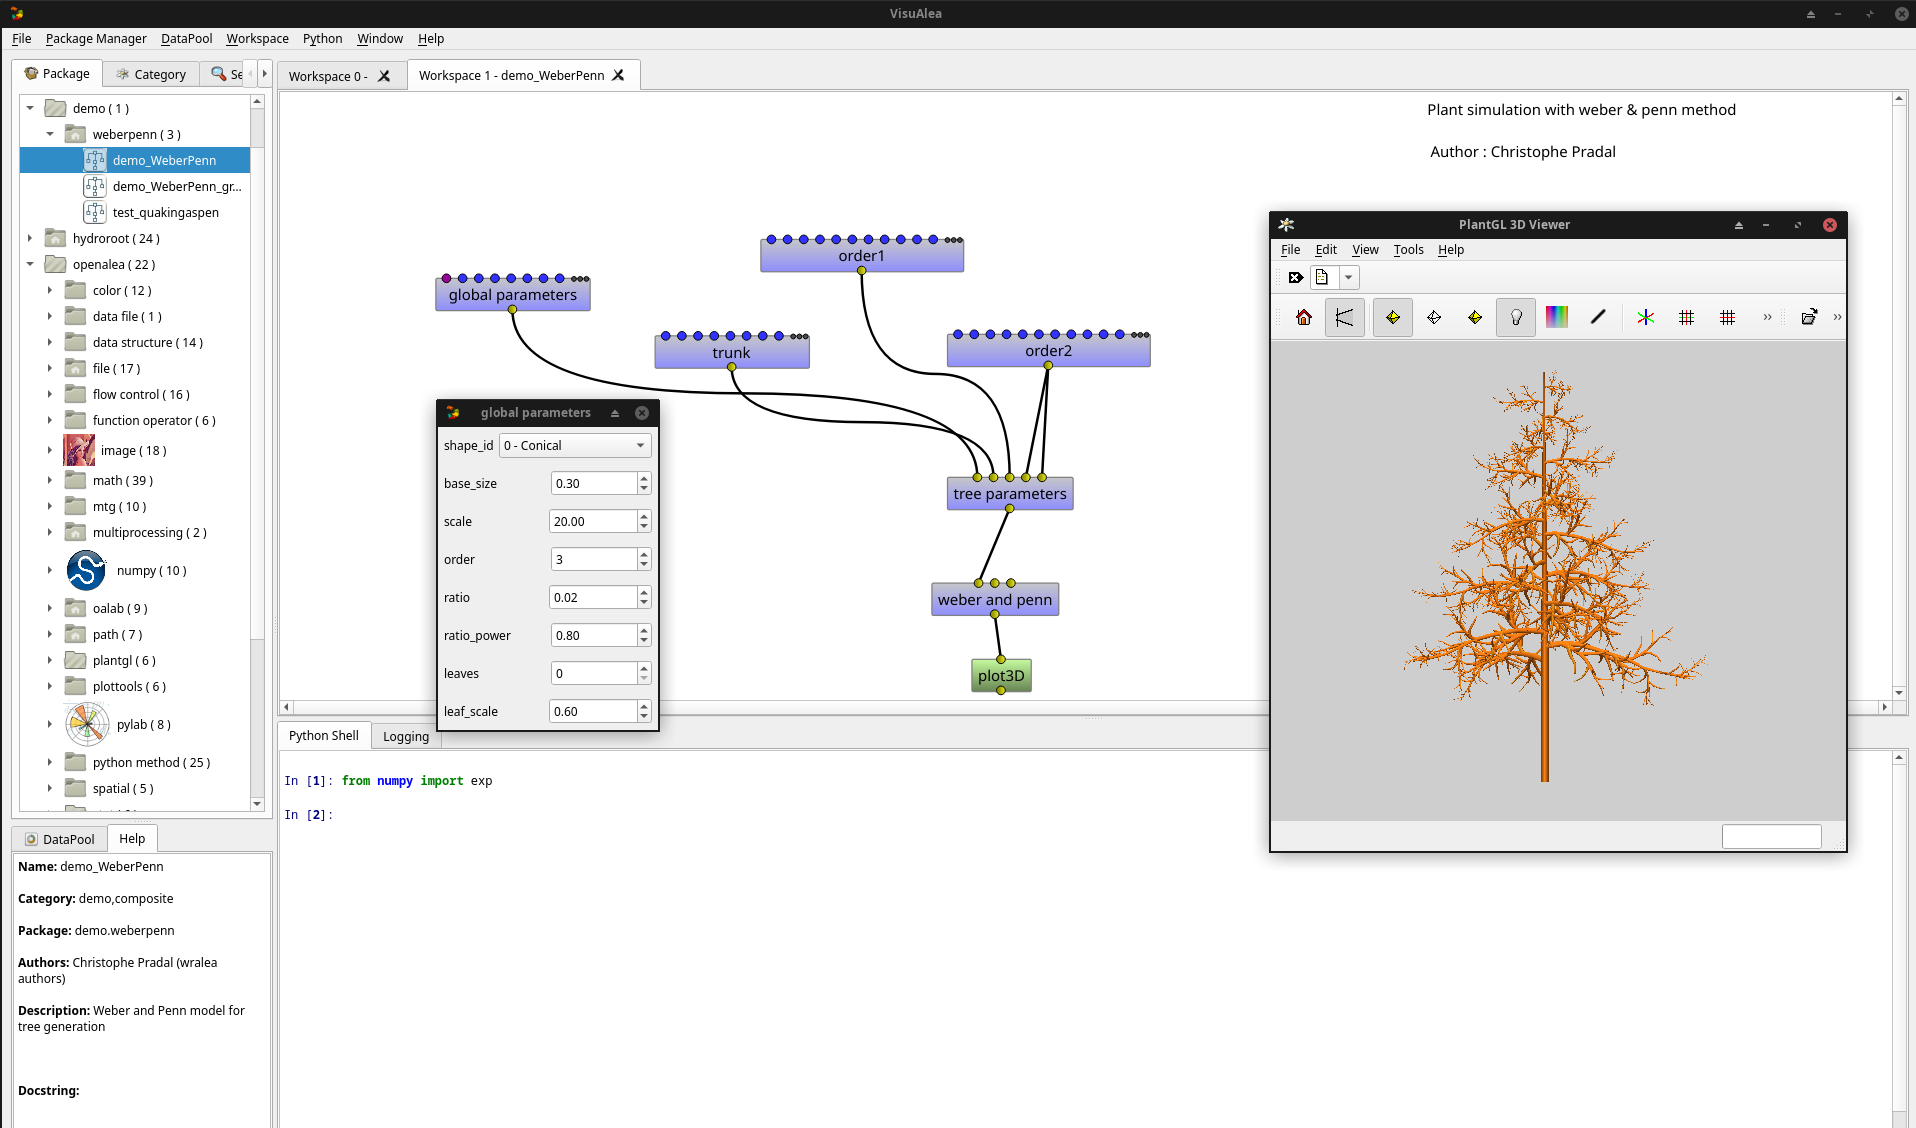 VisuAlea
File Package Manager DataPool Workspace Python Window Help
Package Category Se
Workspace 0 -
Workspace 1 - demo_WeberPenn
demo ( 1 )
weberpenn ( 3 )
demo_WeberPenn
demo_WeberPenn_gr...
test_quakingaspen
hydroroot ( 24 )
openalea ( 22 )
color ( 12 )
data file ( 1 )
data structure ( 14 )
file ( 17 )
flow control ( 16 )
function operator ( 6 )
image ( 18 )
math ( 39 )
mtg ( 10 )
multiprocessing ( 2 )
numpy ( 10 )
oalab ( 9 )
path ( 7 )
plantgl ( 6 )
plottools ( 6 )
pylab ( 8 )
python method ( 25 )
spatial ( 5 )
DataPool Help
Name: demo_WeberPenn
Category: demo,composite
Package: demo.weberpenn
Authors: Christophe Pradal (wralea
authors)
Description: Weber and Penn model for
tree generation
Docstring:
Plant simulation with weber & penn method
Author : Christophe Pradal
order1
global parameters
trunk
order2
tree parameters
weber and penn
plot3D
global parameters
shape_id 0 - Conical
base_size 0.30
scale 20.00
order 3
ratio 0.02
ratio_power 0.80
leaves 0
leaf_scale 0.60
PlantGL 3D Viewer
File Edit View Tools Help
Python Shell Logging
In [1]: from numpy import exp
In [2]: